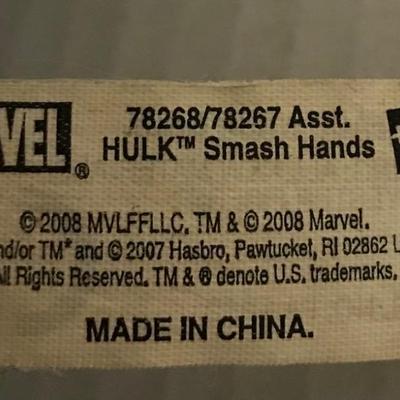 VEL® 78268/78267 Asst.
HULK™ Smash Hands
© 2008 MVLFFLLC. TM & © 2008 Marvel.
nd/or TM* and © 2007 Hasbro, Pawtucket, RI 02862 U
All Rights Reserved. TM & ® denote U.S. trademarks.
MADE IN CHINA.